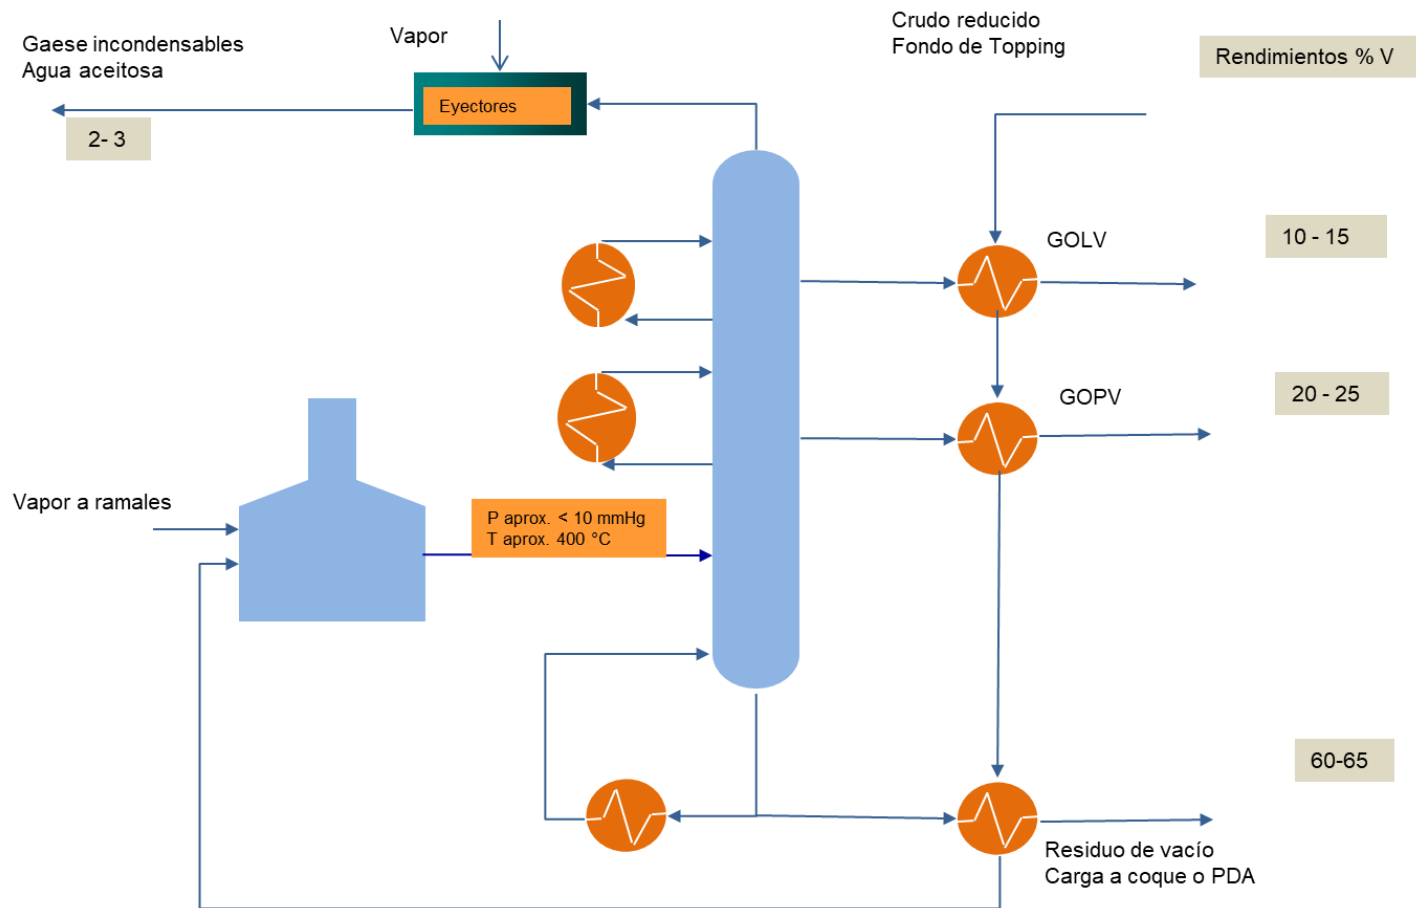 Crudo reducido
Fondo de Topping
Vapor
Gaese incondensables
Agua aceitosa
Rendimientos % V
Eyectores
2- 3
GOLV
10 - 15
GOPV
20 - 25
Vapor a ramales
P aprox. < 10 mmHg
T aprox. 400 °C
60-65
Residuo de vacío
Carga a coque o PDA